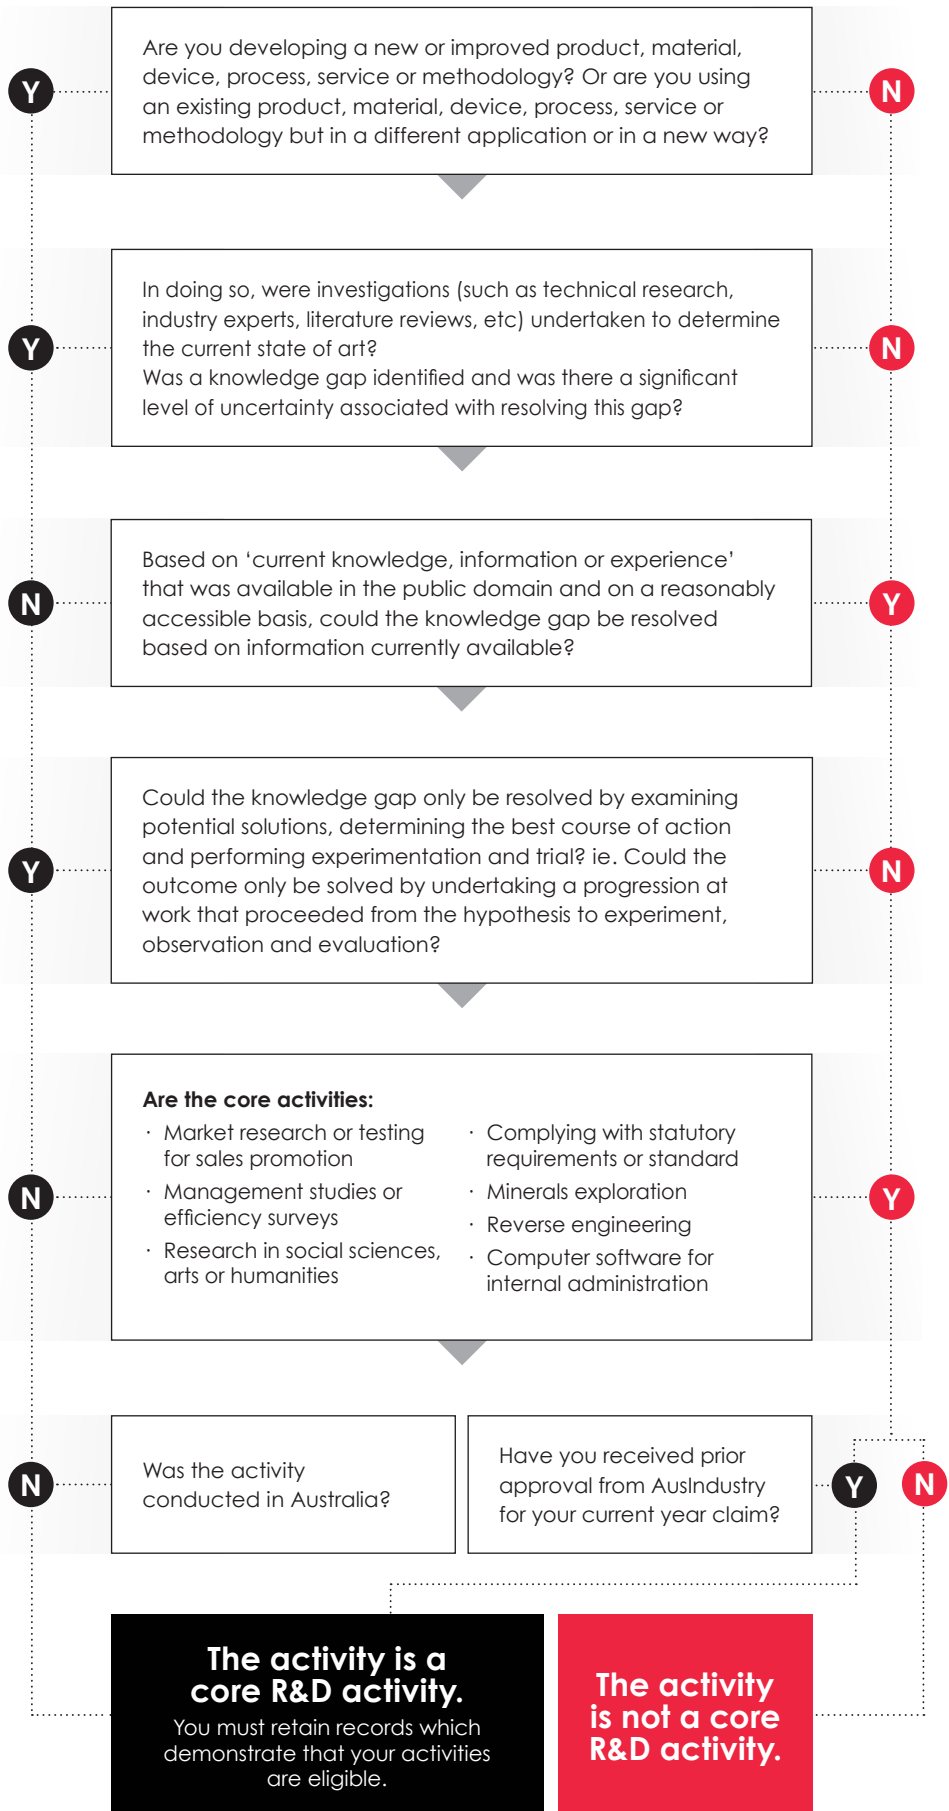 Are you developing a new or improved product, material,
device, process, service or methodology? Or are you using
an existing product, material, device, process, service or
methodology but in a different application or in a new way?
Y
N
In doing so, were investigations (such as technical research,
industry experts, literature reviews, etc) undertaken to determine
the current state of art?
Was a knowledge gap identified and was there a significant
level of uncertainty associated with resolving this gap?
Y
N
Based on ‘current knowledge, information or experience’
that was available in the public domain and on a reasonably
accessible basis, could the knowledge gap be resolved
based on information currently available?
N
Y
Could the knowledge gap only be resolved by examining
potential solutions, determining the best course of action
and performing experimentation and trial? ie. Could the
outcome only be solved by undertaking a progression at
work that proceeded from the hypothesis to experiment,
observation and evaluation?
Y
N
Are the core activities:
· Market research or testing
for sales promotion
· Management studies or
efficiency surveys
· Research in social sciences,
arts or humanities
· Complying with statutory
requirements or standard
· Minerals exploration
· Reverse engineering
· Computer software for
internal administration
N
Y
N
Was the activity
conducted in Australia?
Have you received prior
approval from AusIndustry
for your current year claim?
Y
N
The activity is a
core R&D activity.
You must retain records which
demonstrate that your activities
are eligible.
The activity
is not a core
R&D activity.